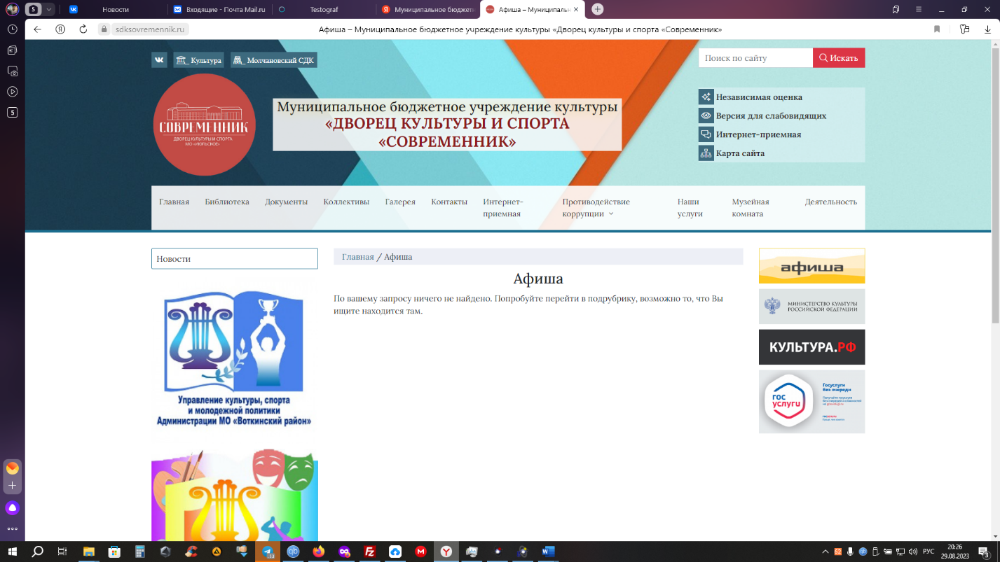 5
Новости
Входящие - Почта Mail.ru
Testograf
Муниципальное бюджетн
Афиша – Муниципальн
sdksovremennik.ru
Афиша – Муниципальное бюджетное учреждение культуры «Дворец культуры и спорта «Современник»
5
Культура
Молчановский СДК
Поиск по сайту
Искать
СОВРЕМЕННИК
ДВОРЕЦ КУЛЬТУРЫ И СПОРТА
МО «ИЮЛЬСКОЕ»
Муниципальное бюджетное учреждение культуры
«ДВОРЕЦ КУЛЬТУРЫ И СПОРТА
«СОВРЕМЕННИК»
Независимая оценка
Версия для слабовидящих
Интернет-приемная
Карта сайта
Главная
Библиотека
Документы
Коллективы
Галерея
Контакты
Интернет-
приемная
Противодействие
коррупции
Наши
услуги
Музейная
комната
Деятельность
Новости
Главная / Афиша
Афиша
По вашему запросу ничего не найдено. Попробуйте перейти в подрубрику, возможно то, что Вы
ищите находится там.
Управление культуры, спорта
и молодежной политики
Администрации МО «Воткинский район»
афиша
МИНИСТЕРСТВО КУЛЬТУРЫ
РОССИЙСКОЙ ФЕДЕРАЦИИ
КУЛЬТУРА.РФ
гос
услуги
Госуслуги
без очереди
62
РУС
20:26
29.08.2023
3